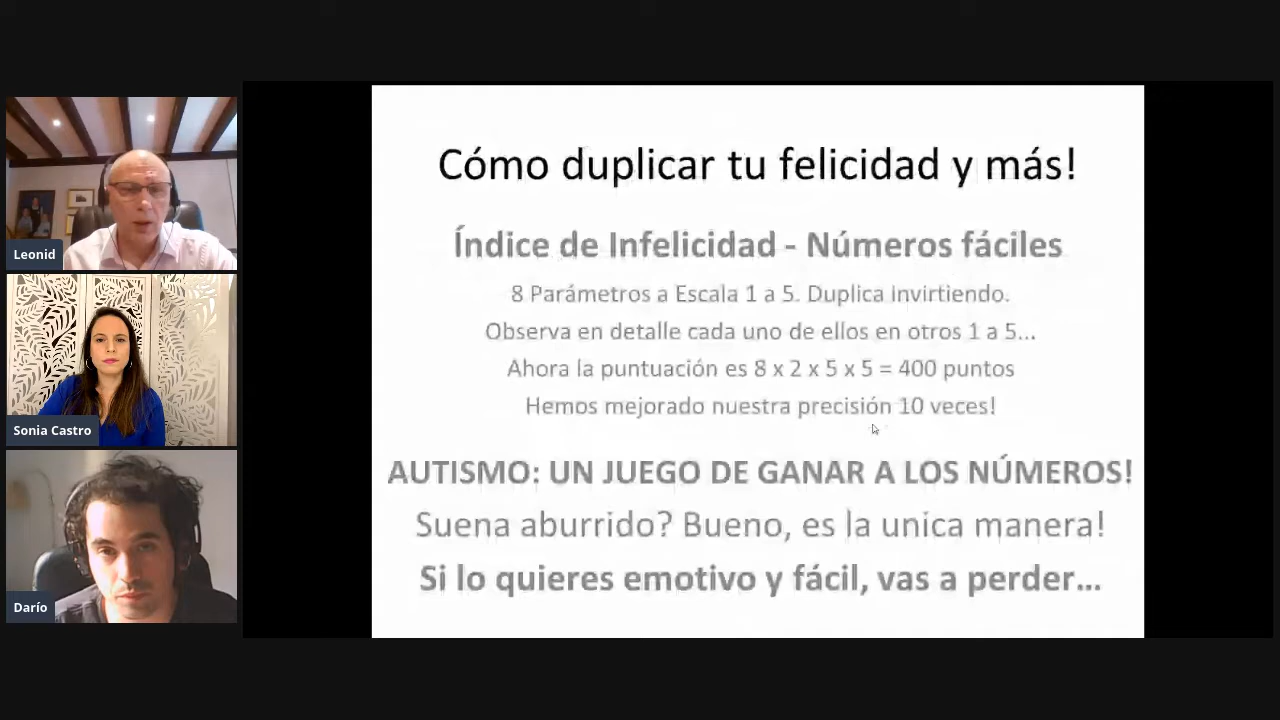 Leonid
Sonia Castro
Darío
Cómo duplicar tu felicidad y más!
Índice de Infelicidad - Números fáciles
8 Parámetros a Escala 1 a 5. Duplica invirtiendo.
Observa en detalle cada uno de ellos en otros 1 a 5...
Ahora la puntuación es 8 x 2 x 5 x 5 = 400 puntos
Hemos mejorado nuestra precisión 10 veces!
AUTISMO: UN JUEGO DE GANAR A LOS NÚMEROS!
Suena aburrido? Bueno, es la unica manera!
Si lo quieres emotivo y fácil, vas a perder...